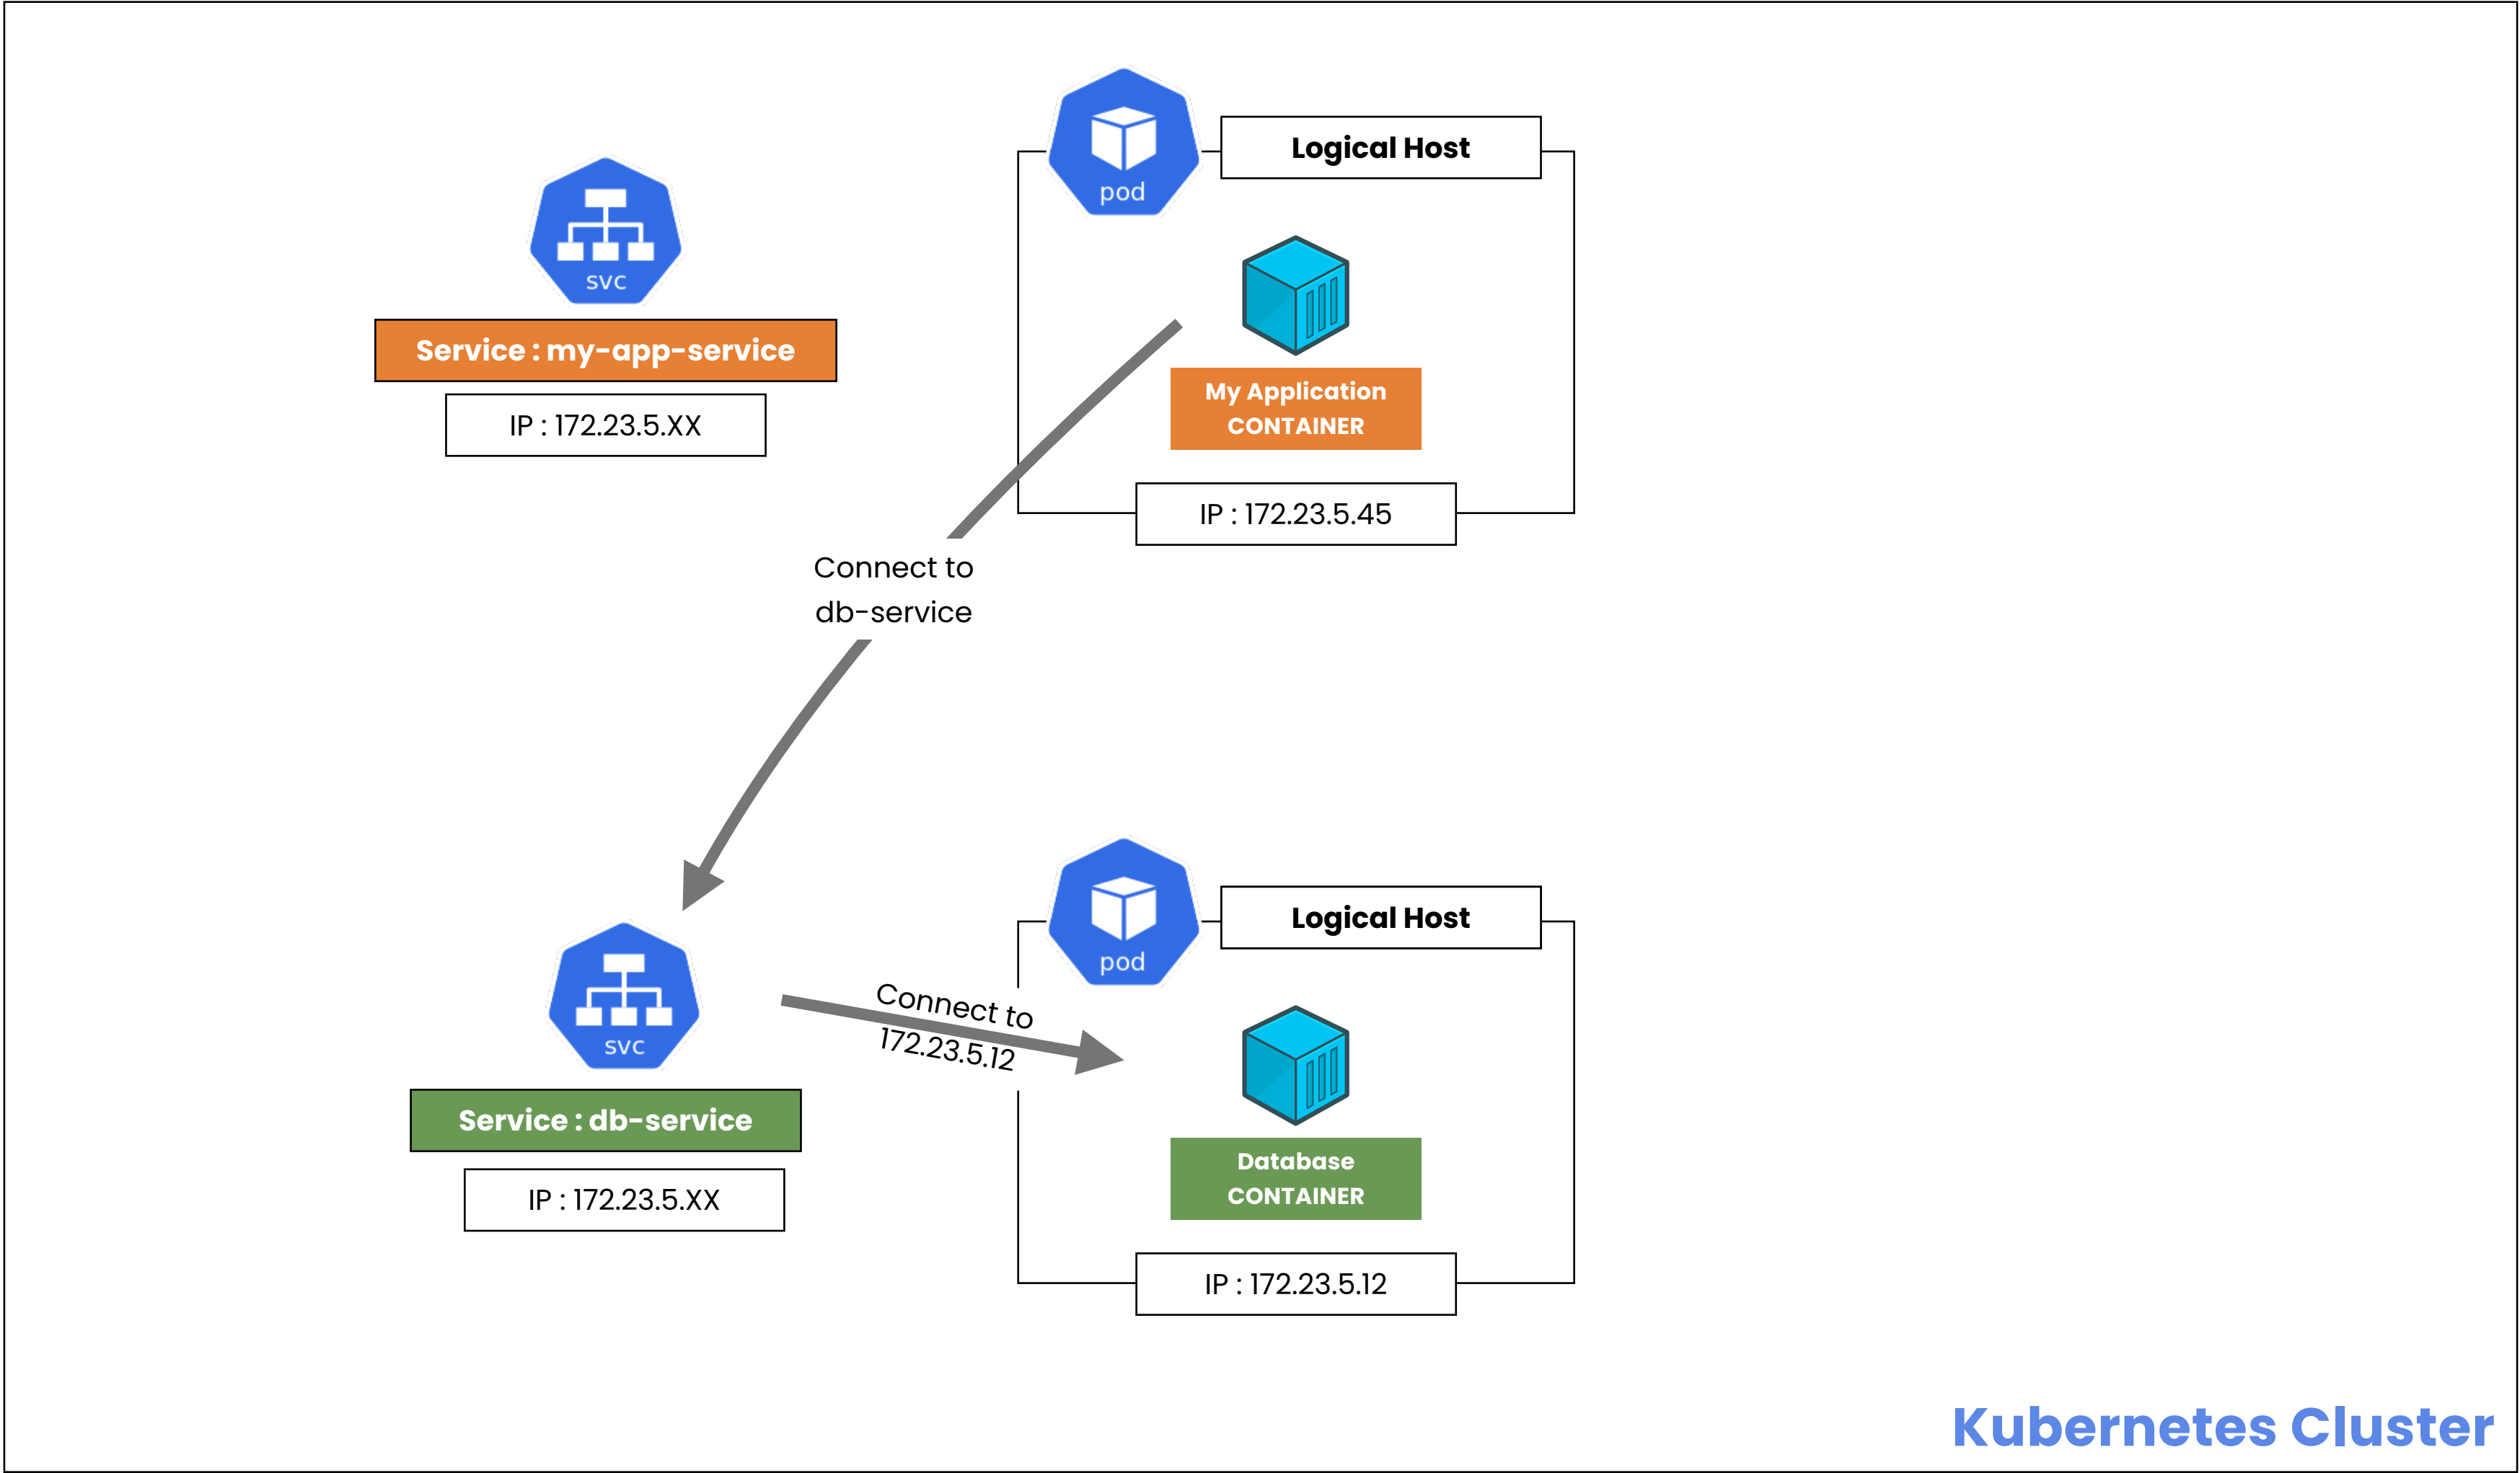 pod
Logical Host
svc
Service : my-app-service
IP : 172.23.5.XX
My Application
CONTAINER
IP : 172.23.5.45
Connect to
db-service
pod
Logical Host
svc
Connect to
172.23.5.12
Service : db-service
IP : 172.23.5.XX
Database
CONTAINER
IP : 172.23.5.12
Kubernetes Cluster